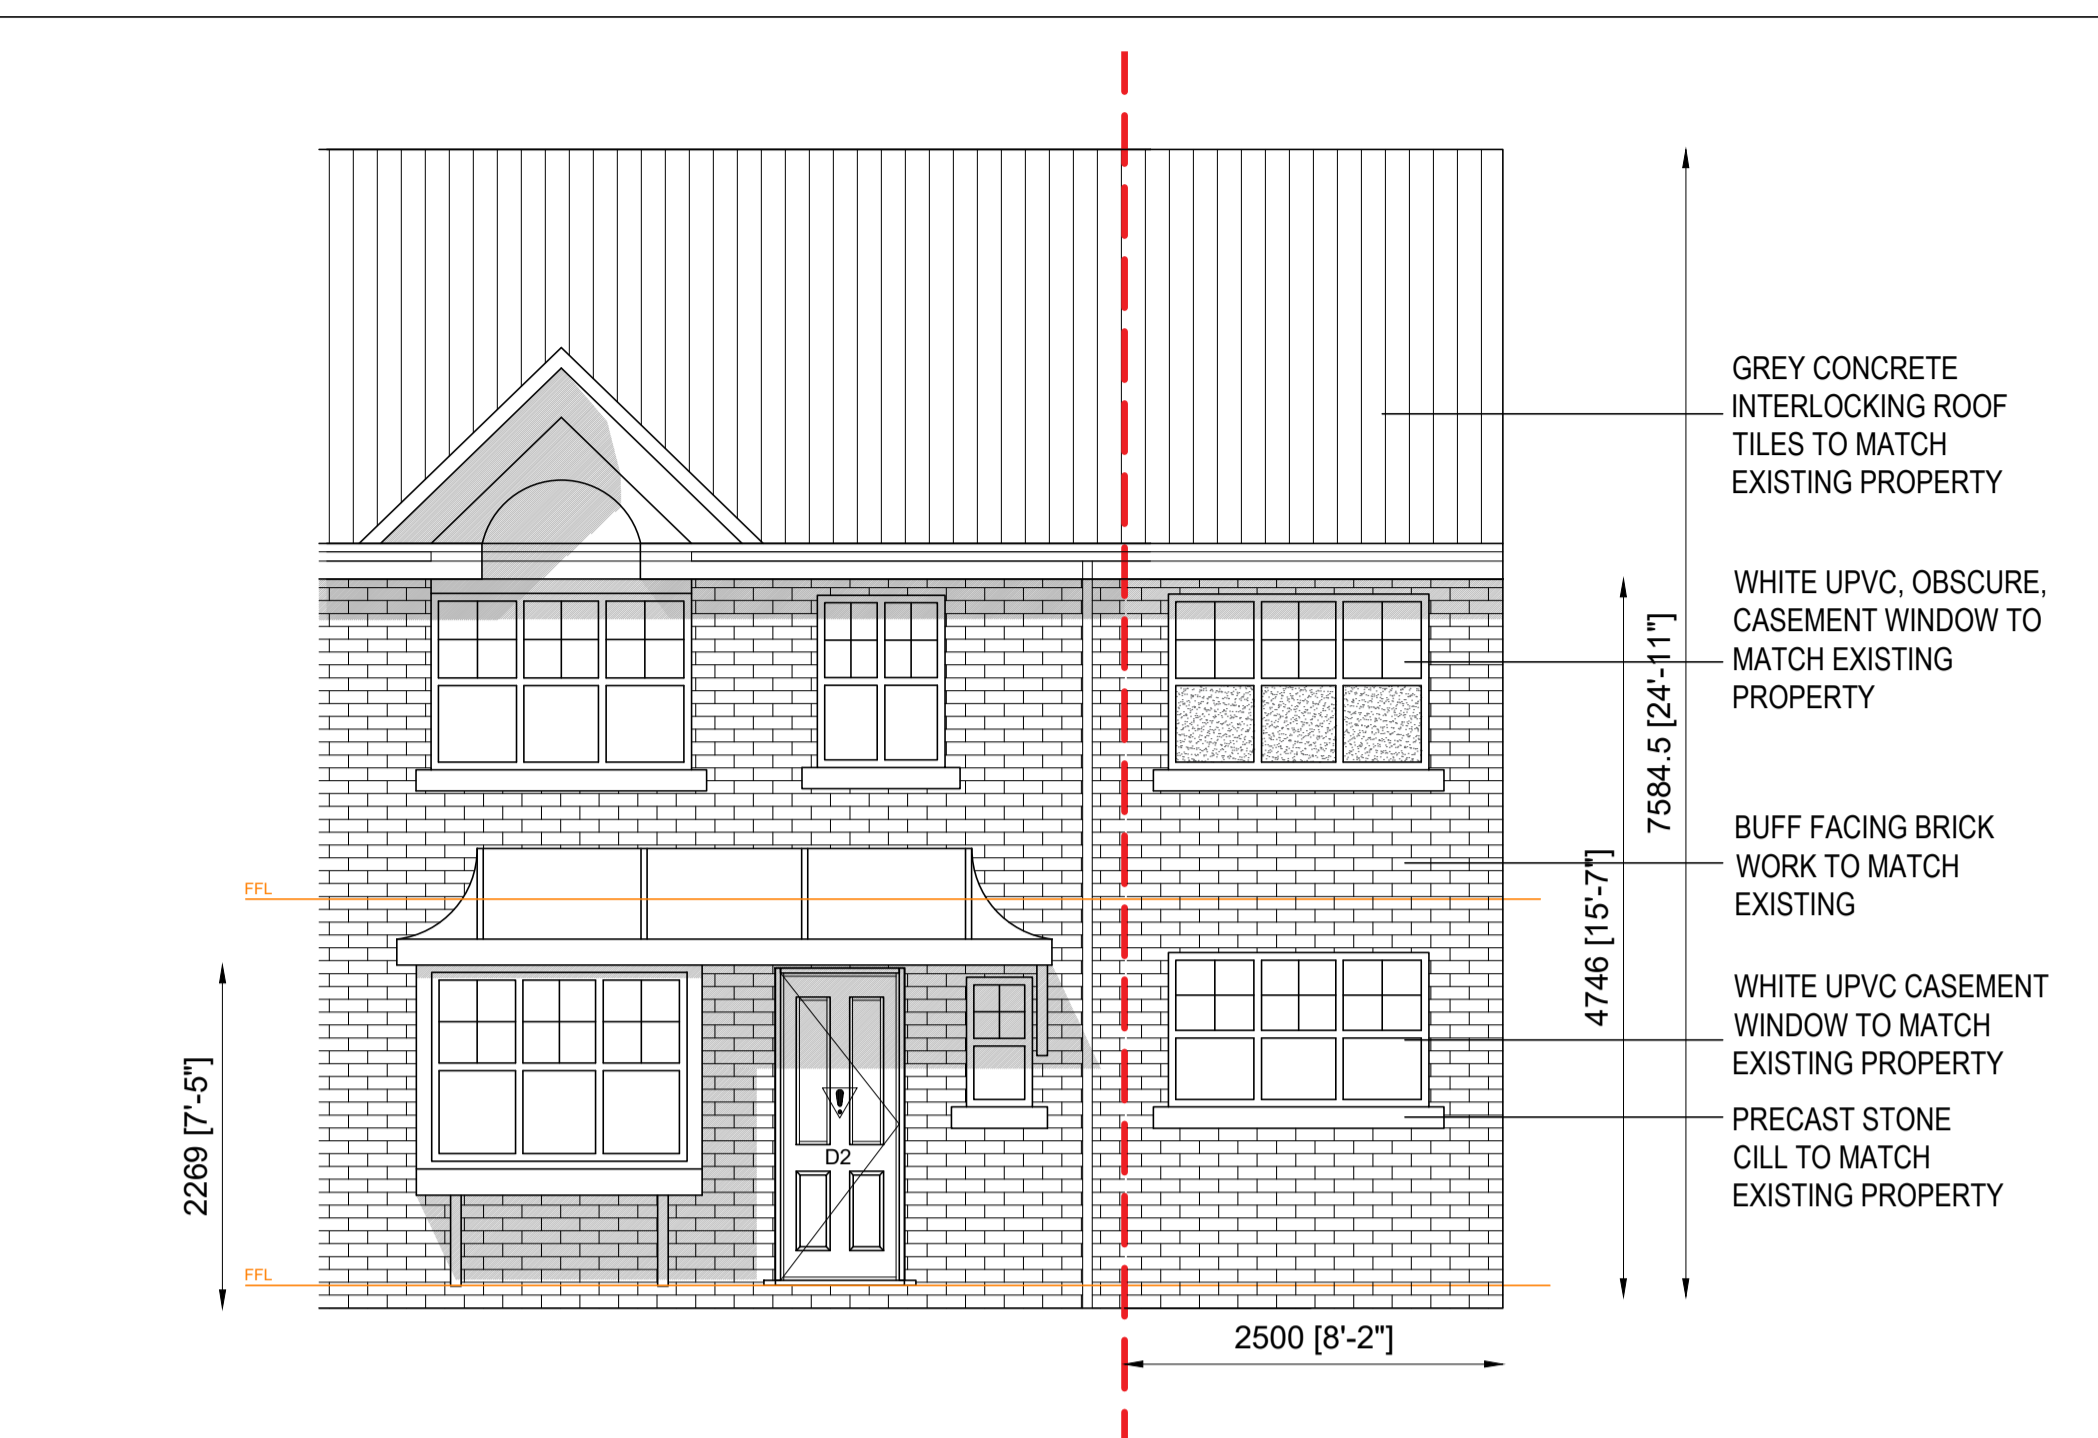 GREY CONCRETE
INTERLOCKING ROOF
TILES TO MATCH
EXISTING PROPERTY
WHITE UPVC, OBSCURE,
CASEMENT WINDOW TO
MATCH EXISTING
PROPERTY
7584.5 [24'-11"]
BUFF FACING BRICK
WORK TO MATCH
EXISTING
4746 [15'-7"]
FFL
WHITE UPVC CASEMENT
WINDOW TO MATCH
EXISTING PROPERTY
2269 [7'-5"]
D2
PRECAST STONE
CILL TO MATCH
EXISTING PROPERTY
FFL
2500 [8'-2"]